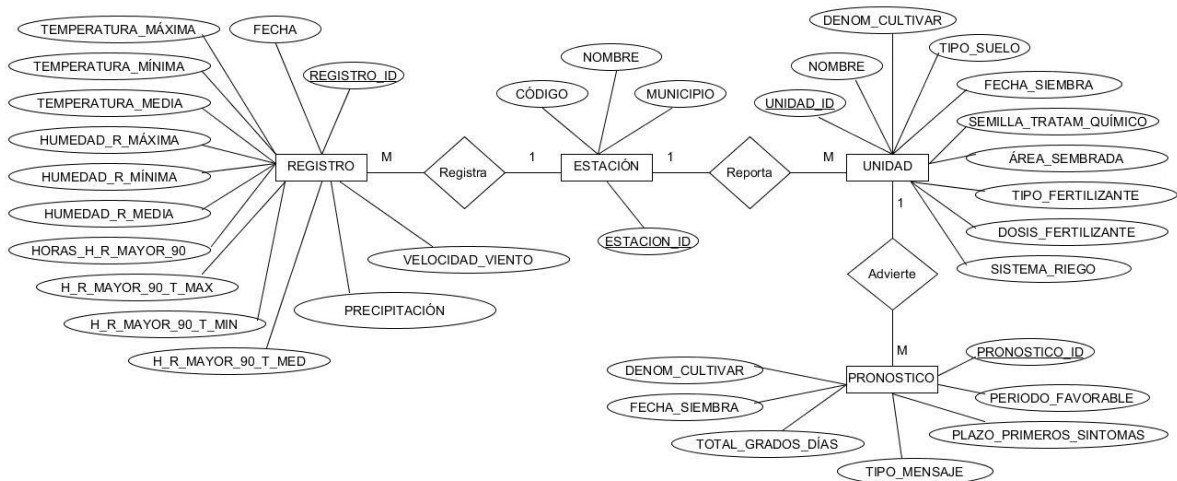 TEMPERATURA_MÁXIMA
FECHA
TEMPERATURA_MÍNIMA
REGISTRO_ID
TEMPERATURA_MEDIA
HUMEDAD_R_MÁXIMA
HUMEDAD_R_MÍNIMA
HUMEDAD_R_MEDIA
HORAS_H_R_MAYOR_90
H_R_MAYOR_90_T_MAX
H_R_MAYOR_90_T_MIN
H_R_MAYOR_90_T_MED
PRECIPITACIÓN
VELOCIDAD_VIENTO
REGISTRO
M
Registra
1
NOMBRE
CÓDIGO
MUNICIPIO
ESTACIÓN
ESTACION_ID
1
Reporta
M
DENOM_CULTIVAR
TIPO_SUELO
NOMBRE
FECHA_SIEMBRA
UNIDAD_ID
SEMILLA_TRATAM_QUÍMICO
UNIDAD
ÁREA_SEMBRADA
TIPO_FERTILIZANTE
DOSIS_FERTILIZANTE
SISTEMA_RIEGO
1
Advierte
M
PRONOSTICO_ID
DENOM_CULTIVAR
PRONOSTICO
PERIODO_FAVORABLE
FECHA_SIEMBRA
PLAZO_PRIMEROS_SINTOMAS
TOTAL_GRADOS_DÍAS
TIPO_MENSAJE